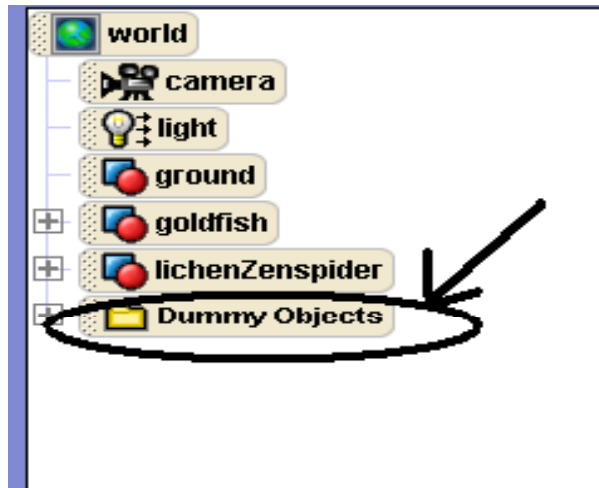 world
camera
light
ground
goldfish
lichenZenspider
Dummy Objects